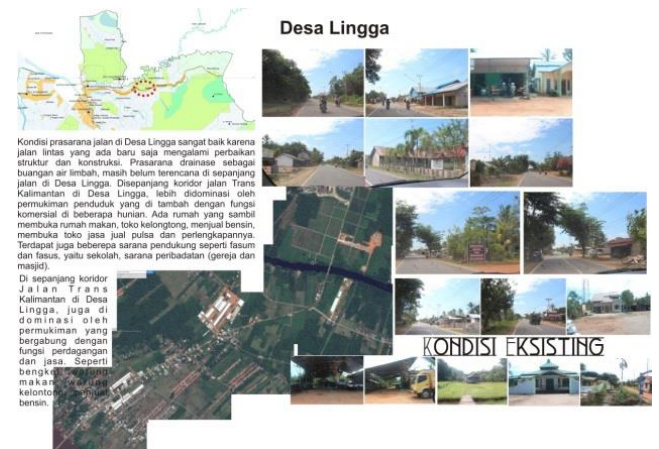 Desa Lingga
Kondisi prasarana jalan di Desa Lingga sangat baik karena
jalan lintas yang ada baru saja mengalami perbaikan
struktur dan konstruksi. Prasarana drainase sebagai
buangan air limbah, masih belum terencana di sepanjang
jalan di Desa Lingga. Disepanjang koridor jalan Trans
Kalimantan di Desa Lingga, lebih didominasi oleh
permukiman penduduk yang di tambah dengan fungsi
komersial di beberapa hunian. Ada rumah yang sambil
membuka rumah makan, toko kelongtong, menjual bensin,
membuka toko jasa jual pulsa dan perlengkapannya.
Terdapat juga beberepa sarana pendukung seperti fasum
dan fasus, yaitu sekolah, sarana peribadatan (gereja dan
masjid).
Di sepanjang koridor
Jalan Trans
Kalimantan di Desa
Lingga, juga di
dominasi oleh
permukiman yang
bergabung dengan
fungsi perdagangan
dan jasa. Seperti
bengkel, warung
makan, warung
kelontong, penjual
bensin.
KONDISI EKSISTING